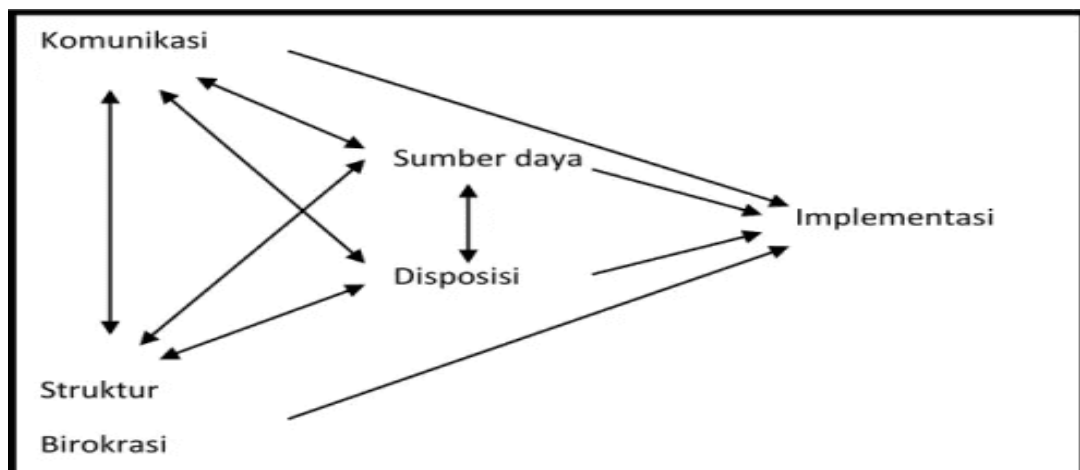 Komunikasi
Sumber daya
Implementasi
Disposisi
Struktur
Birokrasi